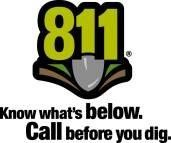 811®
Know what's below.
Call before you dig.